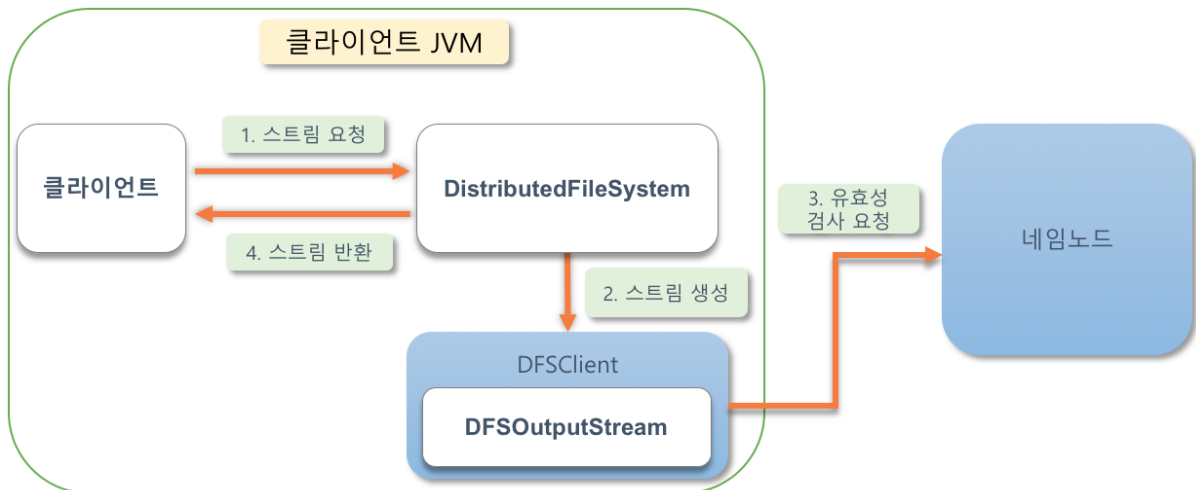 클라이언트 JVM
1. 스트림 요청
클라이언트
DistributedFileSystem
4. 스트림 반환
2. 스트림 생성
3. 유효성
검사 요청
네임노드
DFSClient
DFSOutputStream